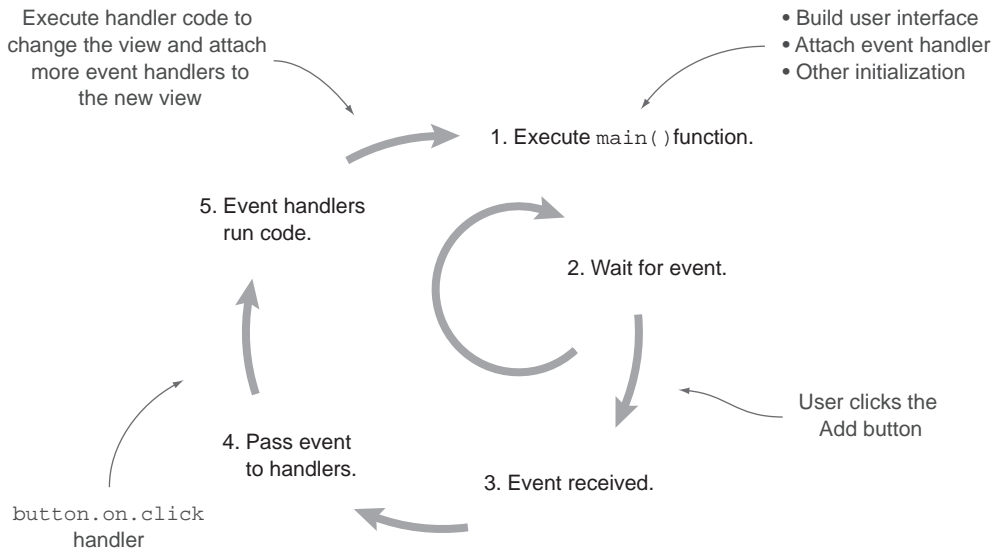 Execute handler code to
change the view and attach
more event handlers to
the new view
• Build user interface
• Attach event handler
• Other initialization
1. Execute main()function.
5. Event handlers
run code.
2. Wait for event.
User clicks the
Add button
4. Pass event
to handlers.
3. Event received.
button.on.click
handler